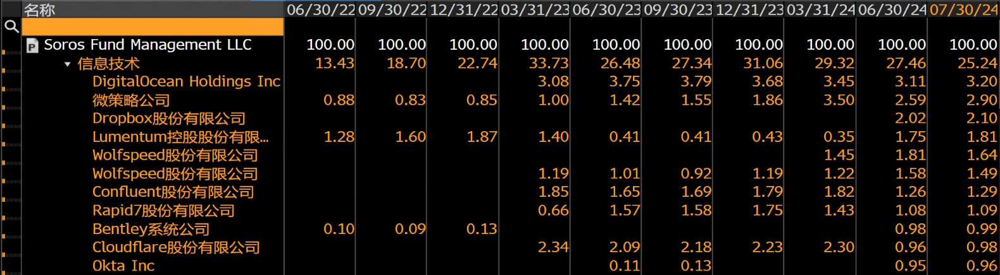 名称 06/30/22 09/30/22 12/31/22 03/31/23 06/30/23 09/30/23 12/31/23 03/31/24 06/30/24 07/30/24
Soros Fund Management LLC 100.00 100.00 100.00 100.00 100.00 100.00 100.00 100.00 100.00 100.00
信息技术 13.43 18.70 22.74 33.73 26.48 27.34 31.06 29.32 27.46 25.24
DigitalOcean Holdings Inc 3.08 3.75 3.79 3.68 3.45 3.11 3.20
微策略公司 0.88 0.83 0.85 1.00 1.42 1.55 1.86 3.50 2.59 2.90
Dropbox股份有限公司 2.02 2.10
Lumentum控股股份有限... 1.28 1.60 1.87 1.40 0.41 0.41 0.43 0.35 1.75 1.81
Wolfspeed股份有限公司 1.45 1.81 1.64
Wolfspeed股份有限公司 1.19 1.01 0.92 1.19 1.22 1.58 1.49
Confluent股份有限公司 1.85 1.65 1.69 1.79 1.82 1.26 1.29
Rapid7股份有限公司 0.66 1.57 1.58 1.75 1.43 1.08 1.09
Bentley系统公司 0.10 0.09 0.13 0.98 0.99
Cloudflare股份有限公司 2.34 2.09 2.18 2.23 2.30 0.96 0.98
Okta Inc 0.11 0.13 0.95 0.96